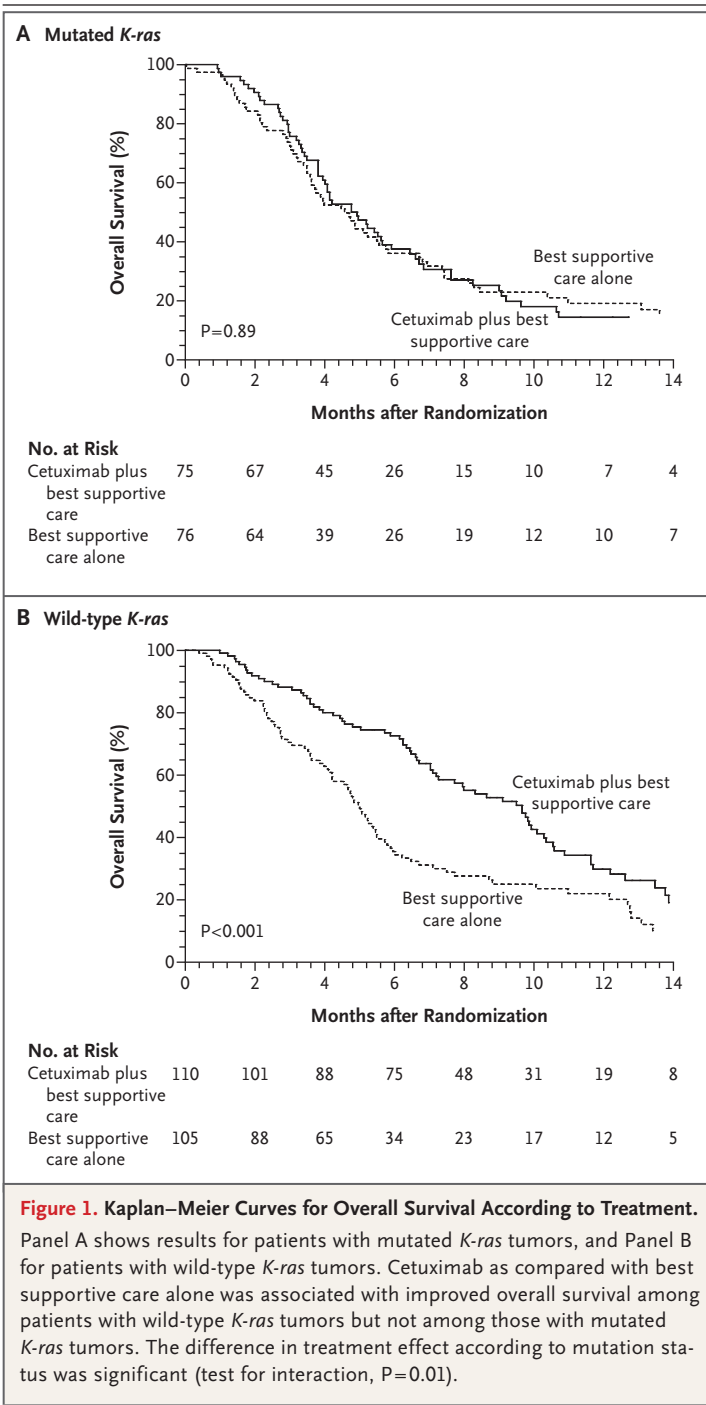 A Mutated K-ras
100
80
60
40
20
0
Overall Survival (%)
P=0.89
Best supportive
care alone
Cetuximab plus best
supportive care
0 2 4 6 8 10 12 14
Months after Randomization
No. at Risk
Cetuximab plus 75 67 45 26 15 10 7 4
best supportive
care
Best supportive 76 64 39 26 19 12 10 7
care alone
B Wild-type K-ras
100
80
60
40
20
0
Overall Survival (%)
P<0.001
Cetuximab plus best
supportive care
Best supportive
care alone
0 2 4 6 8 10 12 14
Months after Randomization
No. at Risk
Cetuximab plus 110 101 88 75 48 31 19 8
best supportive
care
Best supportive 105 88 65 34 23 17 12 5
care alone
Figure 1. Kaplan–Meier Curves for Overall Survival According to Treatment.
Panel A shows results for patients with mutated K-ras tumors, and Panel B
for patients with wild-type K-ras tumors. Cetuximab as compared with best
supportive care alone was associated with improved overall survival among
patients with wild-type K-ras tumors but not among those with mutated
K-ras tumors. The difference in treatment effect according to mutation sta-
tus was significant (test for interaction, P=0.01).